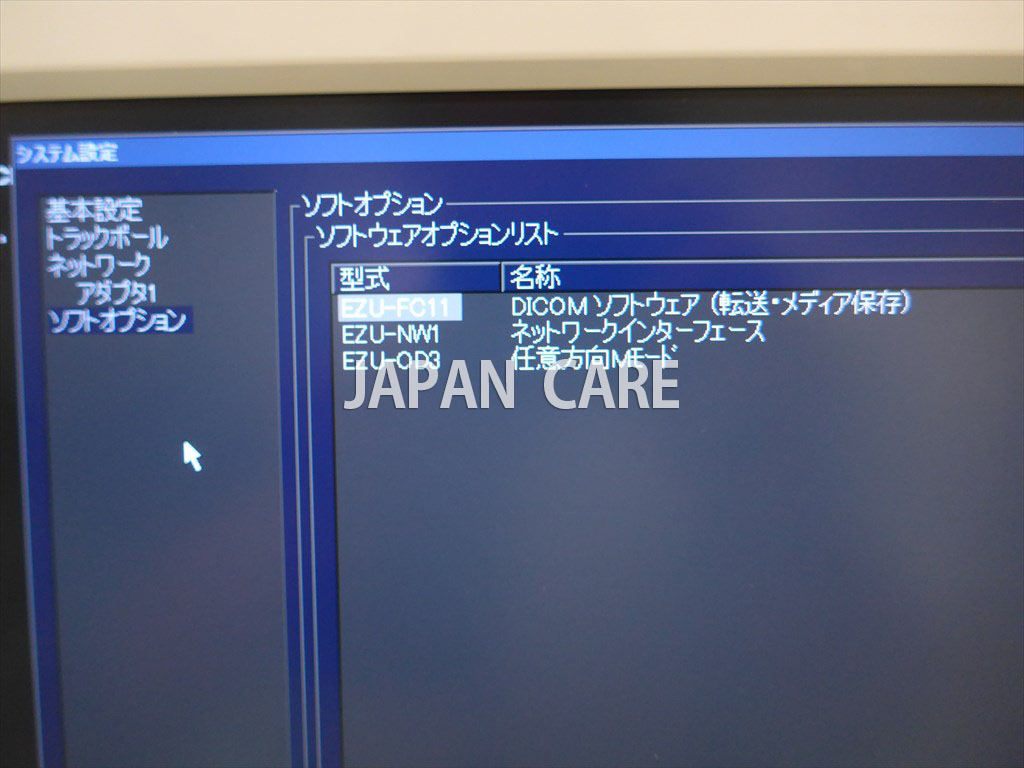 システム設定
基本設定
トラックボール
ネットワーク
アダプタ1
ソフトオプション
ソフトオプション
ソフトウェアオプションリスト
型式 名称
EZU-FC11 DICOM ソフトウェア (転送・メディア保存)
EZU-NW1 ネットワークインターフェース
EZU-OD3 任意方向Mモード
JAPAN CARE